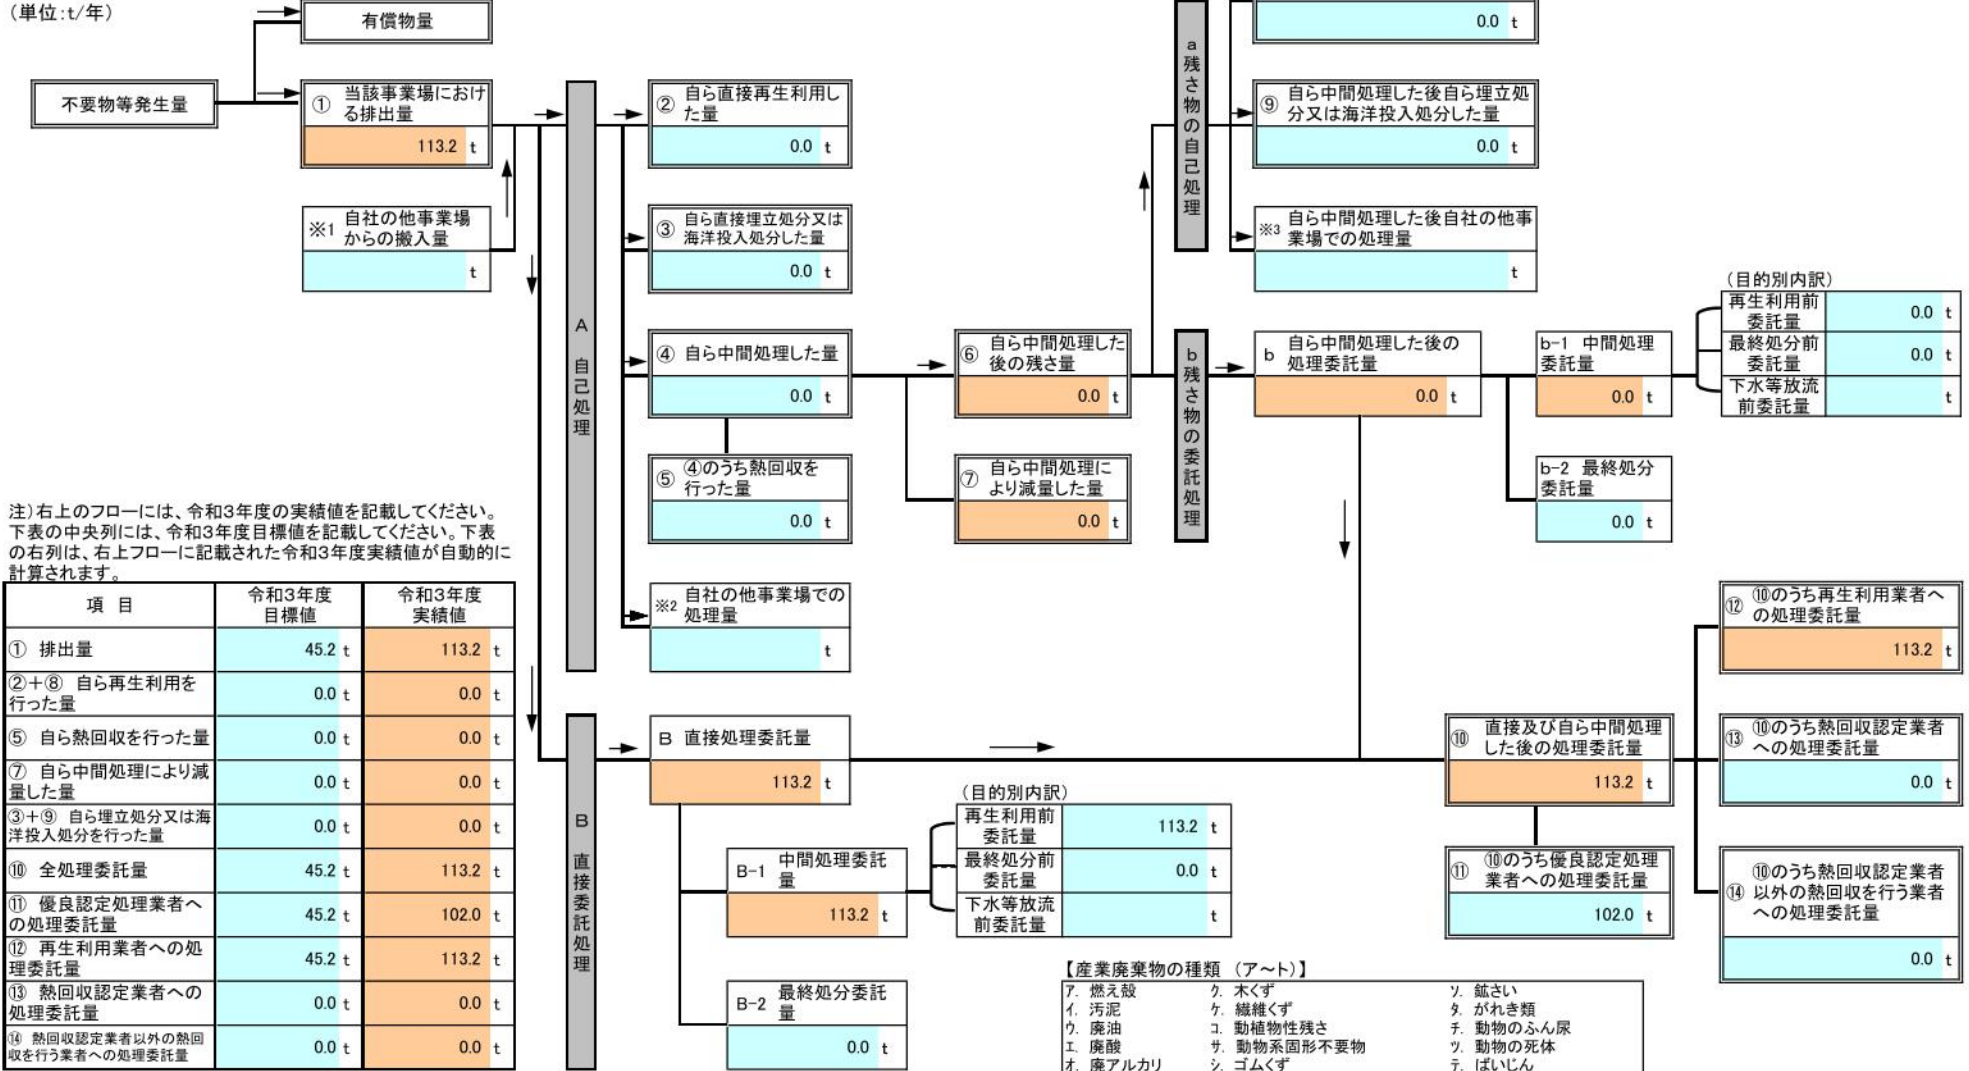 (単位:t/年)
有償物量
不要物等発生量
① 当該事業場におけ
る排出量
113.2 t
※1 自社の他事業場
からの搬入量
t
A 自己処理
② 自ら直接再生利用し
た量
0.0 t
③ 自ら直接埋立処分又は
海洋投入処分した量
0.0 t
④ 自ら中間処理した量
0.0 t
⑤ ④のうち熱回収を
行った量
0.0 t
※2 自社の他事業場での
処理量
t
⑥ 自ら中間処理した
後の残さ量
0.0 t
⑦ 自ら中間処理に
より減量した量
0.0 t
a 残さ物の自己処理
0.0 t
⑨ 自ら中間処理した後自ら埋立処
分又は海洋投入処分した量
0.0 t
※3 自ら中間処理した後自社の他事
業場での処理量
t
b 残さ物の委託処理
b 自ら中間処理した後の
処理委託量
0.0 t
b-1 中間処理
委託量
0.0 t
(目的別内訳)
再生利用前
委託量
0.0 t
最終処分前
委託量
0.0 t
下水等放流
前委託量
t
b-2 最終処分
委託量
0.0 t
注)右上のフローには、令和3年度の実績値を記載してください。
下表の中央列には、令和3年度目標値を記載してください。下表
の右列は、右上フローに記載された令和3年度実績値が自動的に
計算されます。
項 目
令和3年度
目標値
令和3年度
実績値
① 排出量 45.2 t 113.2 t
②+⑧ 自ら再生利用を
行った量 0.0 t 0.0 t
⑤ 自ら熱回収を行った量 0.0 t 0.0 t
⑦ 自ら中間処理により減
量した量 0.0 t 0.0 t
③+⑨ 自ら埋立処分又は海
洋投入処分を行った量 0.0 t 0.0 t
⑩ 全処理委託量 45.2 t 113.2 t
⑪ 優良認定処理業者へ
の処理委託量 45.2 t 102.0 t
⑫ 再生利用業者への処
理委託量 45.2 t 113.2 t
⑬ 熱回収認定業者への
処理委託量 0.0 t 0.0 t
⑭ 熱回収認定業者以外の熱回
収を行う業者への処理委託量 0.0 t 0.0 t
B 直接委託処理
B 直接処理委託量
113.2 t
B-1 中間処理委託
量
113.2 t
(目的別内訳)
再生利用前
委託量
113.2 t
最終処分前
委託量
0.0 t
下水等放流
前委託量
t
B-2 最終処分委託
量
0.0 t
⑩ 直接及び自ら中間処理
した後の処理委託量
113.2 t
⑪ ⑩のうち優良認定処理
業者への処理委託量
102.0 t
⑫ ⑩のうち再生利用業者へ
の処理委託量
113.2 t
⑬ ⑩のうち熱回収認定業者
への処理委託量
0.0 t
⑭ ⑩のうち熱回収認定業者
以外の熱回収を行う業者
への処理委託量
0.0 t
【産業廃棄物の種類 (ア~ト)】
ア. 燃え殻 ク. 木くず ソ. 鉱さい
イ. 汚泥 ケ. 繊維くず タ. がれき類
ウ. 廃油 コ. 動植物性残さ チ. 動物のふん尿
エ. 廃酸 サ. 動物系固形不要物 ツ. 動物の死体
オ. 廃アルカリ シ. ゴムくず テ. ばいじん